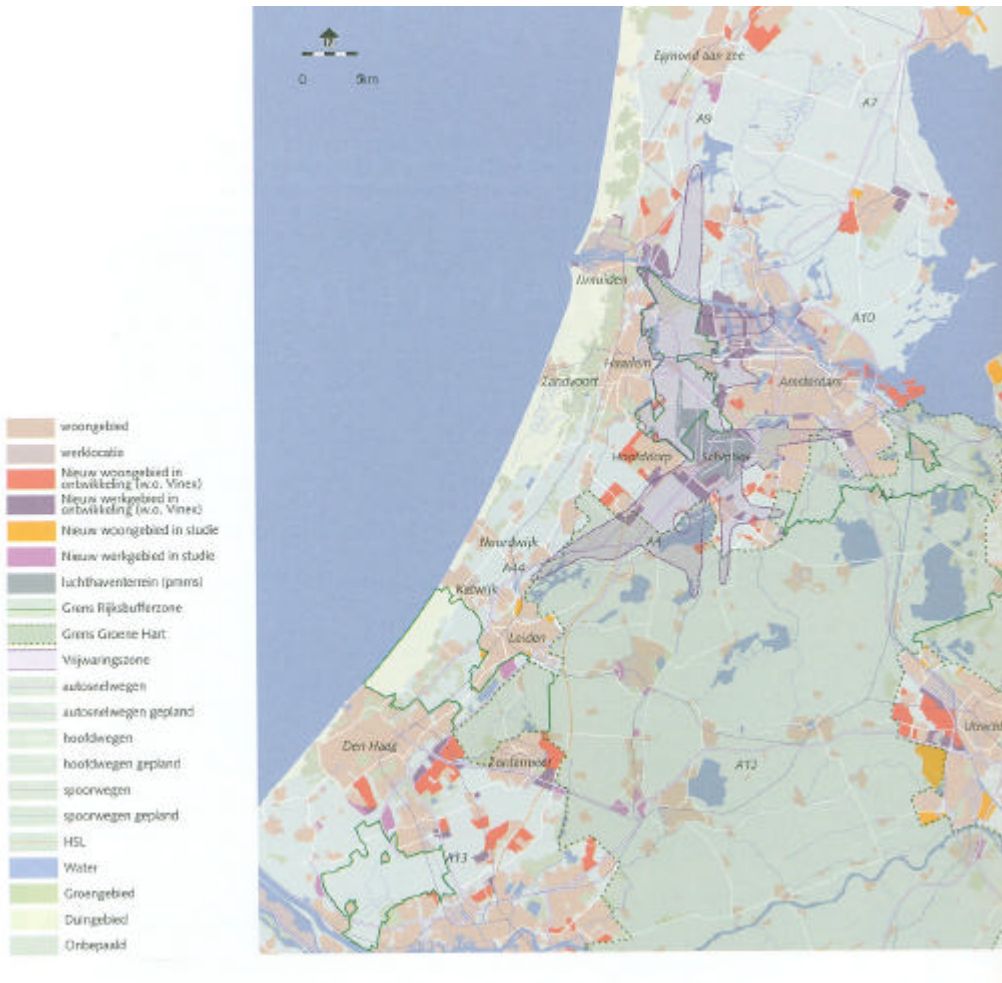 0 5km
Egmond aan zee
A7
A9
IJmuiden
A10
Haarlem
A9
Zandvoort
Amsterdam
Hoofddorp
Schiphol
Noordwijk
A4
A44
Katwijk
Leiden
Den Haag
Zoetermeer
A12
Utrecht
A13
woongebied
werklocatie
Nieuw woongebied in
ontwikkeling (w.o. Vinex)
Nieuw werkgebied in
ontwikkeling (w.o. Vinex)
Nieuw woongebied in studie
Nieuw werkgebied in studie
luchthaventerrein (pmms)
Grens Rijksbufferzone
Grens Groene Hart
Vrijwaringszone
autosnelwegen
autosnelwegen gepland
hoofdwegen
hoofdwegen gepland
spoorwegen
spoorwegen gepland
HSL
Water
Groengebied
Duingebied
Onbepaald